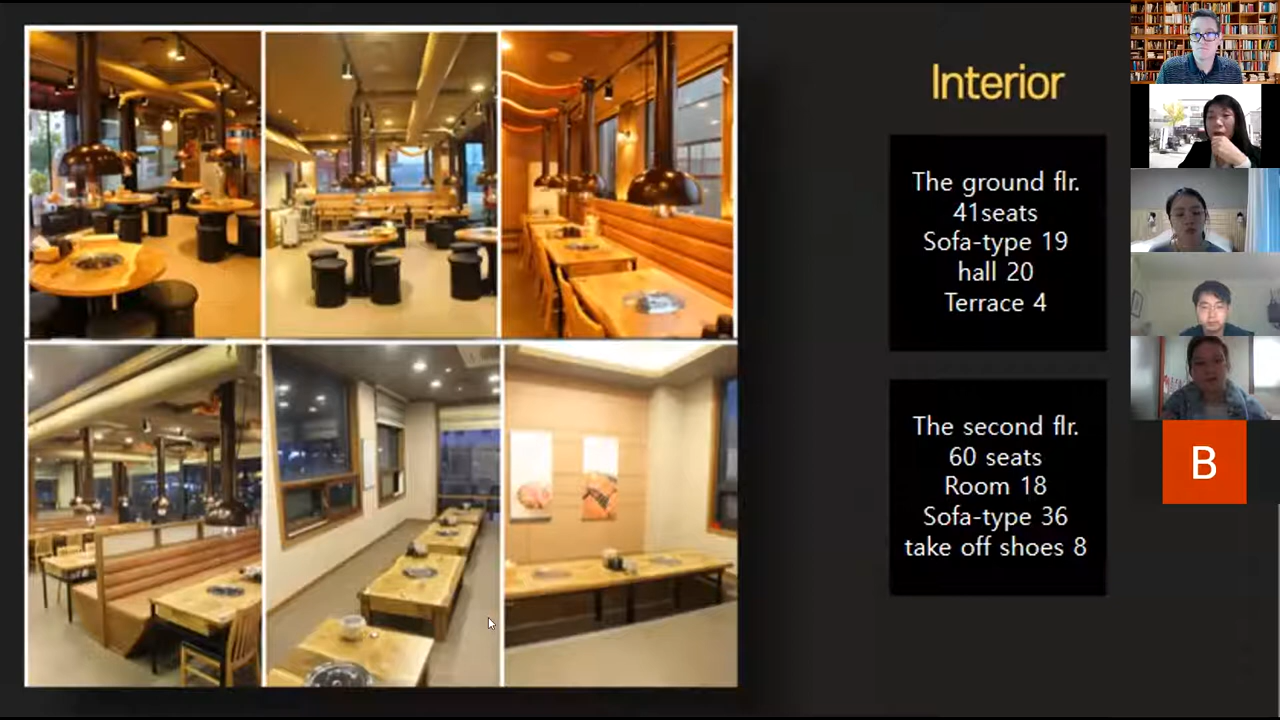 Interior
The ground flr.
41seats
Sofa-type 19
hall 20
Terrace 4
The second flr.
60 seats
Room 18
Sofa-type 36
take off shoes 8
B